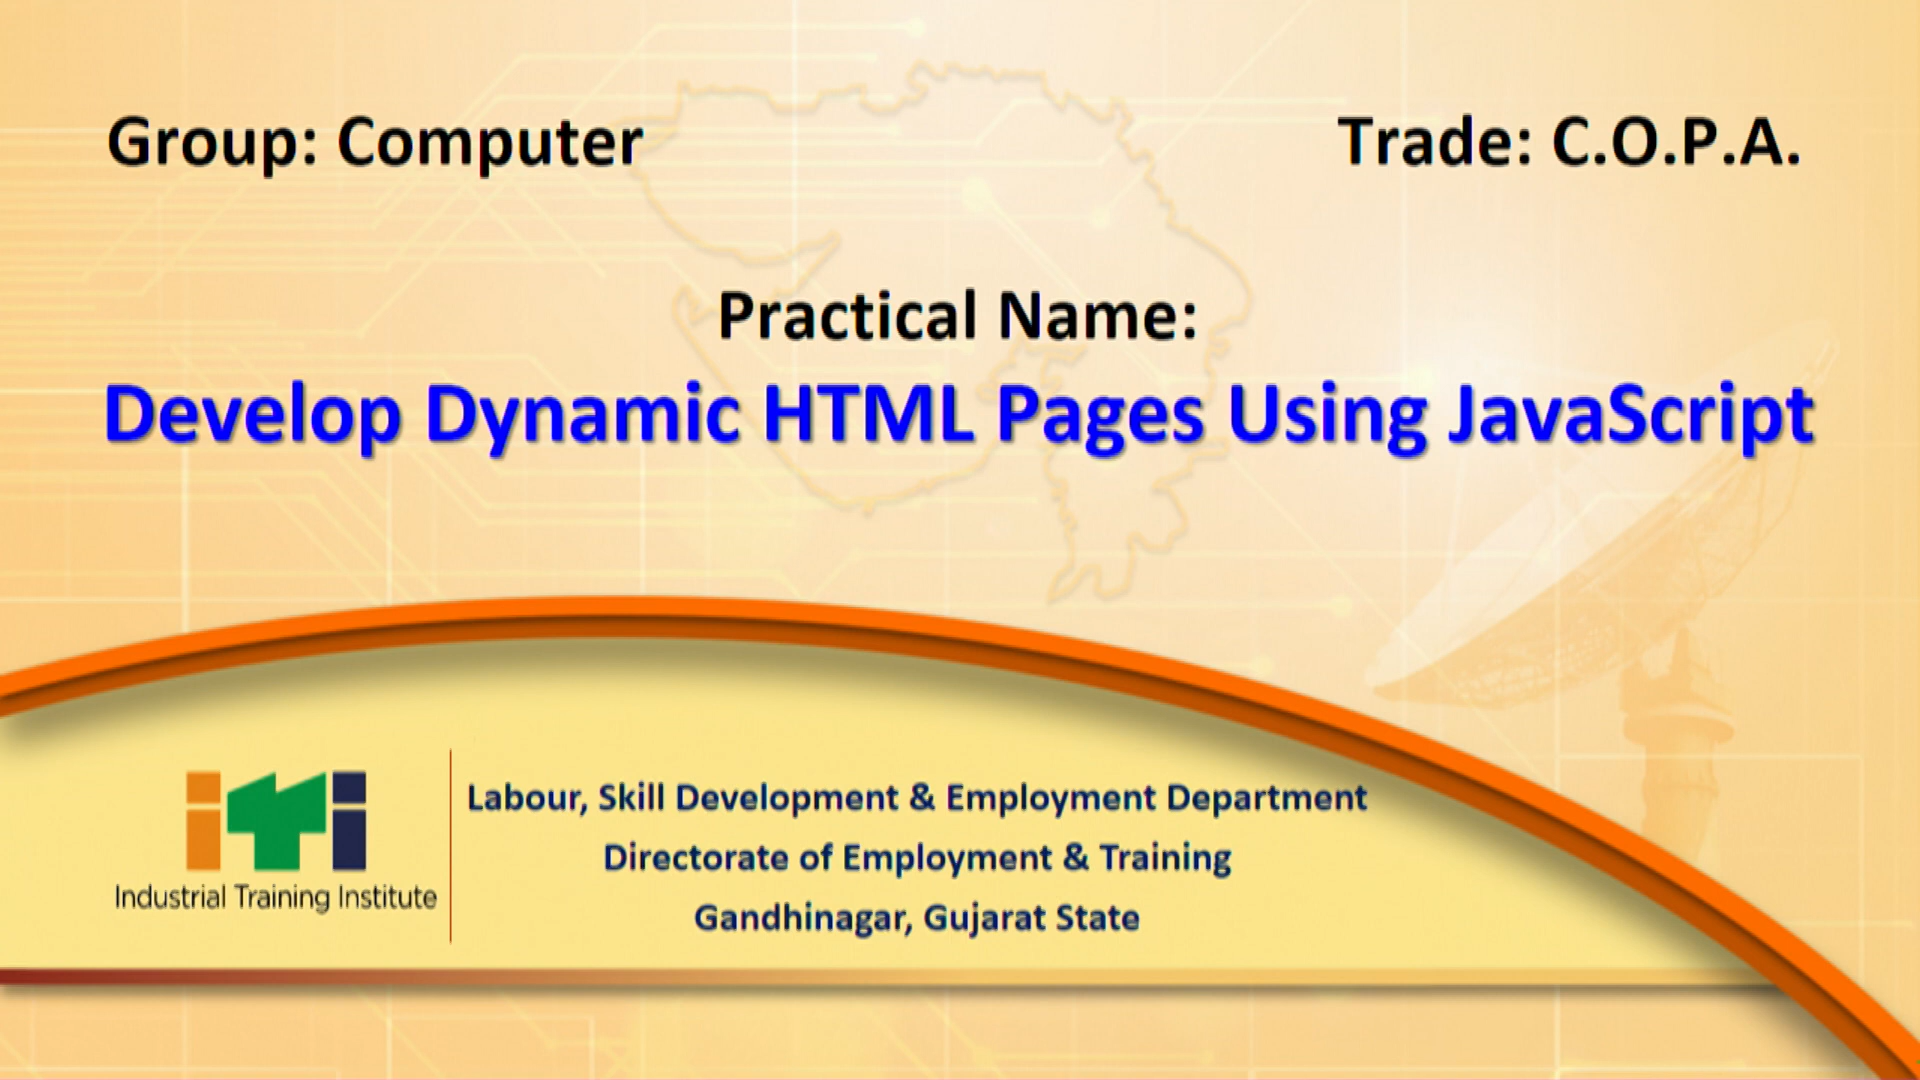 Group: Computer
Trade: C.O.P.A.
Practical Name:
Develop Dynamic HTML Pages Using JavaScript
iTi
Industrial Training Institute
Labour, Skill Development & Employment Department
Directorate of Employment & Training
Gandhinagar, Gujarat State